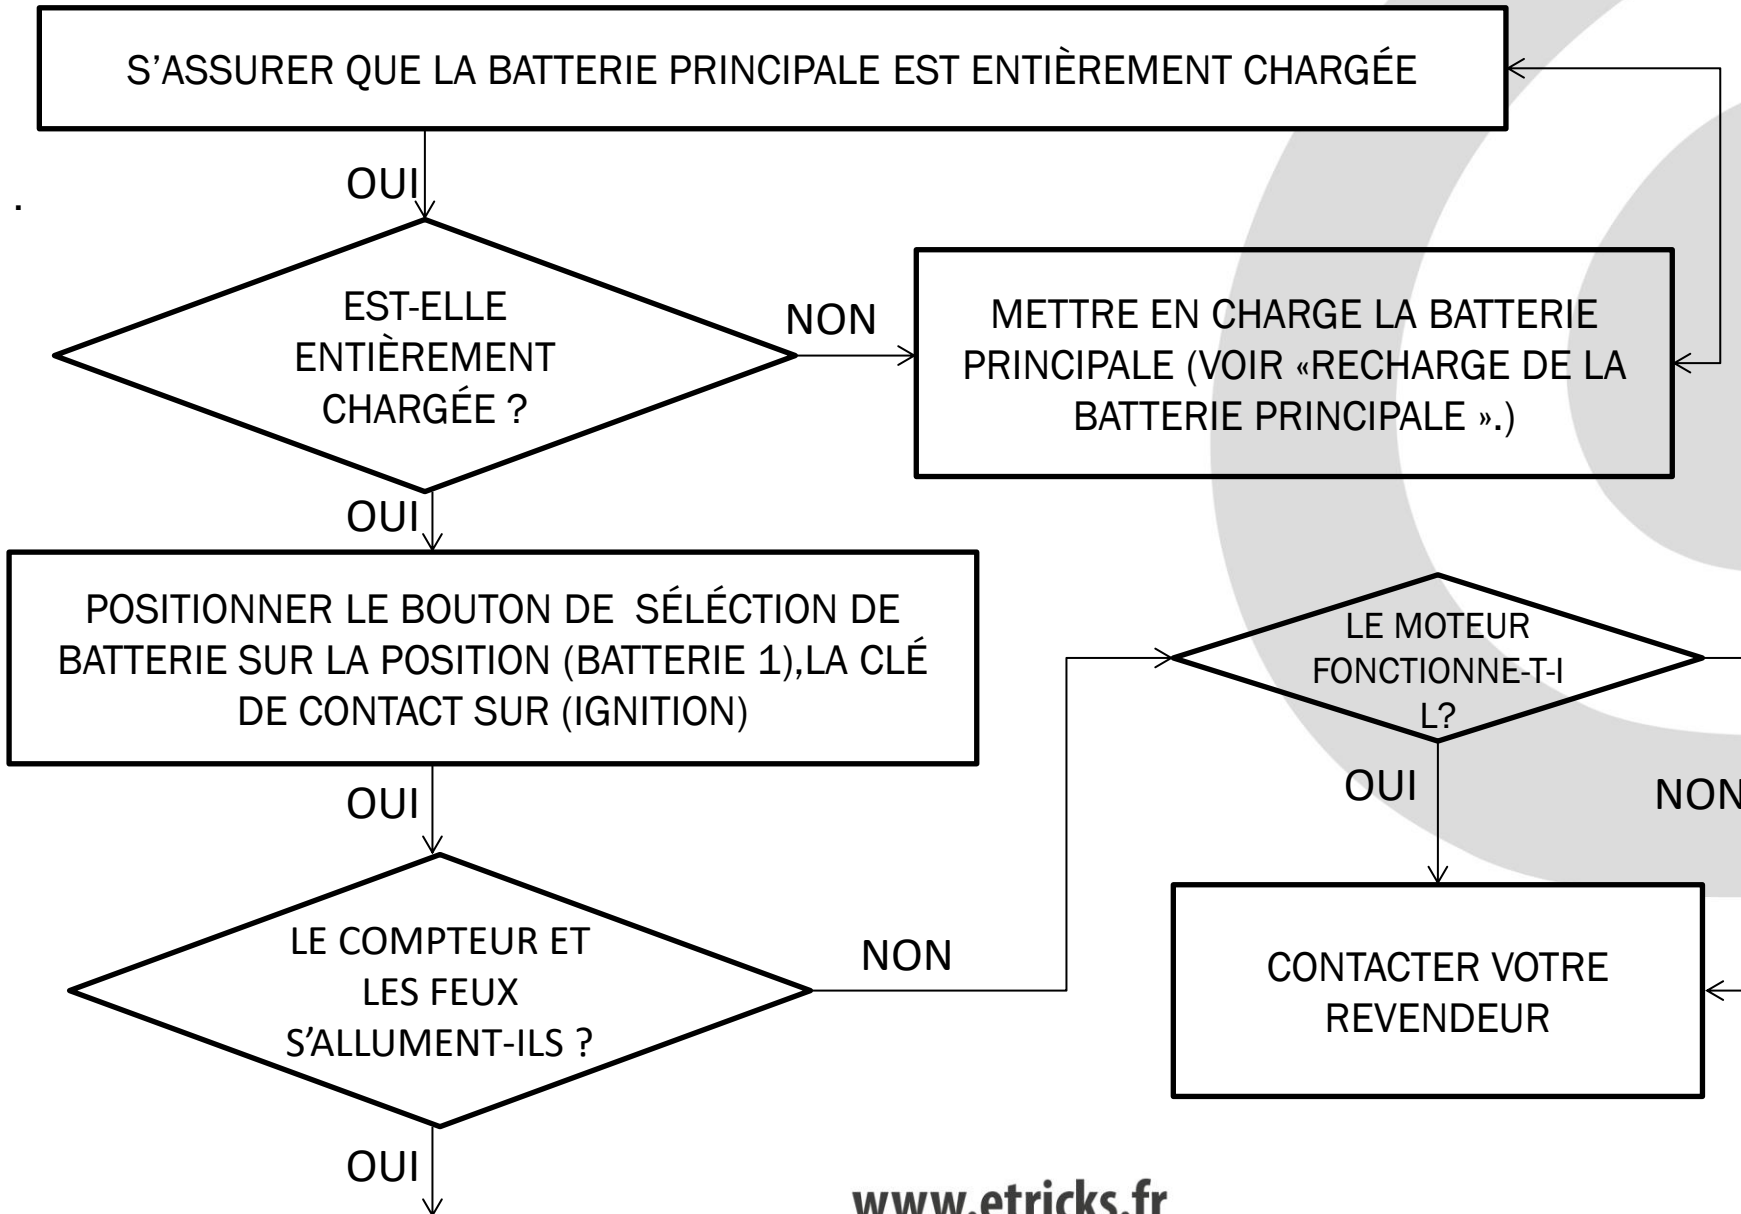 S'ASSURER QUE LA BATTERIE PRINCIPALE EST ENTIÈREMENT CHARGÉE
OUI
.
EST-ELLE
ENTIÈREMENT
CHARGÉE ?
NON
METTRE EN CHARGE LA BATTERIE
PRINCIPALE (VOIR «RECHARGE DE LA
BATTERIE PRINCIPALE ».)
OUI
POSITIONNER LE BOUTON DE SÉLÉCTION DE
BATTERIE SUR LA POSITION (BATTERIE 1),LA CLÉ
DE CONTACT SUR (IGNITION)
LE MOTEUR
FONCTIONNE-T-I
L?
OUI
OUI
NON
LE COMPTEUR ET
LES FEUX
S'ALLUMENT-ILS ?
NON
CONTACTER VOTRE
REVENDEUR
OUI
www.etricks.fr